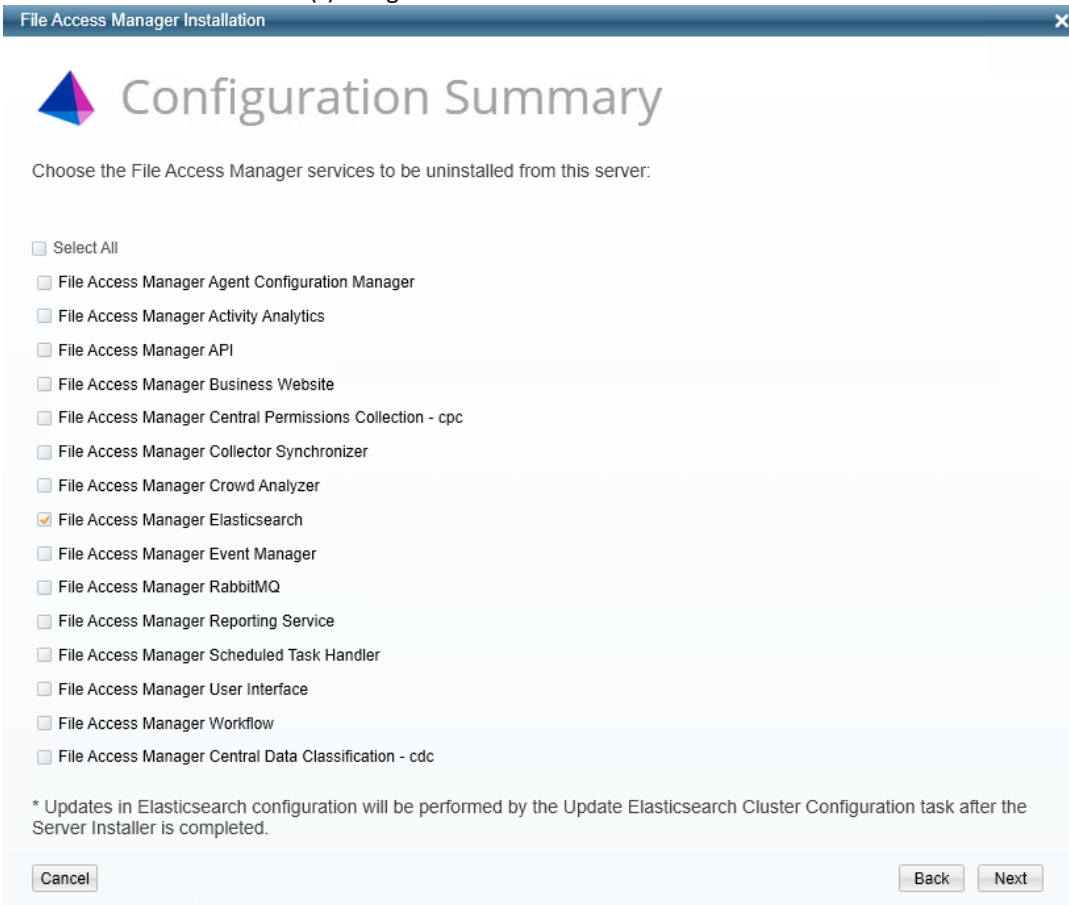 File Access Manager Installation
Configuration Summary
Choose the File Access Manager services to be uninstalled from this server:
Select All
File Access Manager Agent Configuration Manager
File Access Manager Activity Analytics
File Access Manager API
File Access Manager Business Website
File Access Manager Central Permissions Collection - cpc
File Access Manager Collector Synchronizer
File Access Manager Crowd Analyzer
File Access Manager Elasticsearch
File Access Manager Event Manager
File Access Manager RabbitMQ
File Access Manager Reporting Service
File Access Manager Scheduled Task Handler
File Access Manager User Interface
File Access Manager Workflow
File Access Manager Central Data Classification - cdc
* Updates in Elasticsearch configuration will be performed by the Update Elasticsearch Cluster Configuration task after the
Server Installer is completed.
Cancel
Back Next